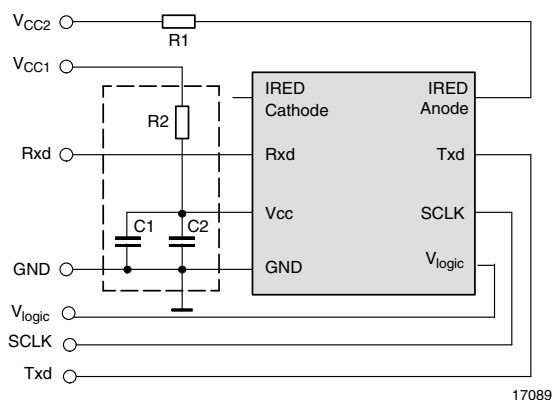 VCC2
R1
VCC1
IRED
Cathode
IRED
Anode
R2
Rxd
Rxd
Txd
Vcc
SCLK
C1
C2
GND
GND
Vlogic
Vlogic
SCLK
Txd
17089